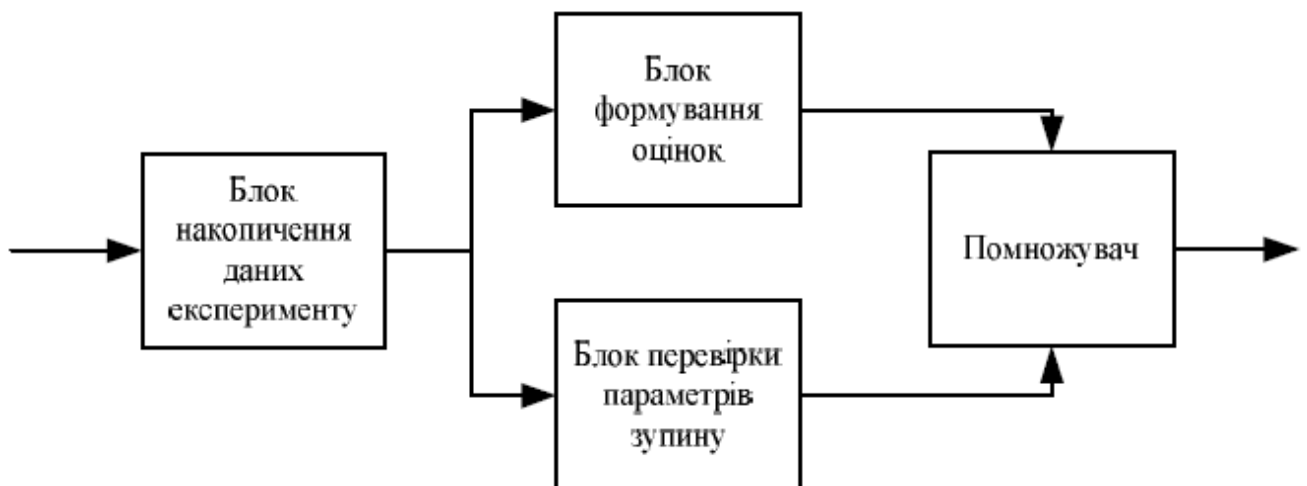 Блок
формування
оцінок
Блок
накопичення
даних
експерименту
Помножувач
Блок перевірки
параметрів
зупину